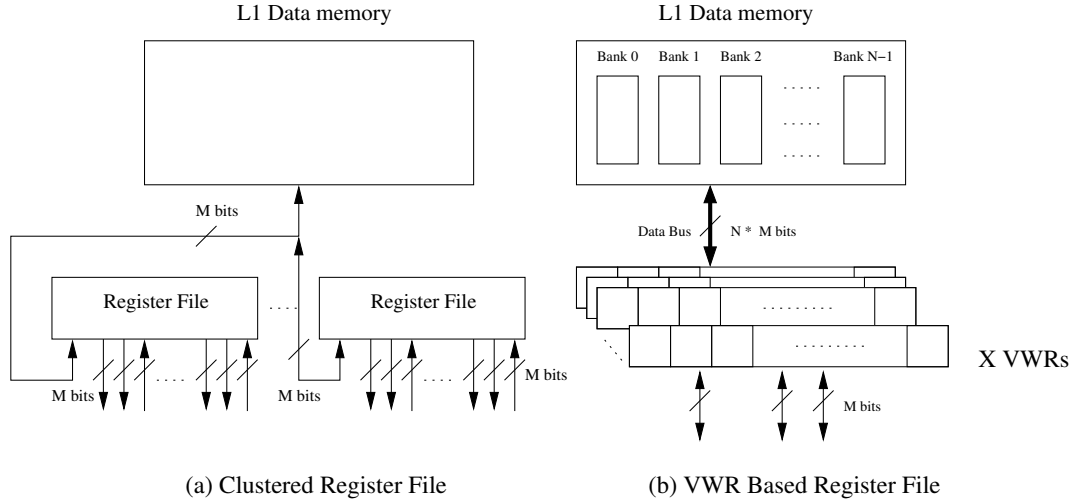 L1 Data memory
L1 Data memory
Bank 0 Bank 1 Bank 2 Bank N−1
. . . . .
. . . . .
. . . . .
M bits
Data Bus N * M bits
Register File . . . . Register File
. . . . . . . . .
. . . . .
. . . . . . . . .
X VWRs
. . . . . . . . . .
M bits M bits M bits M bits
(a) Clustered Register File (b) VWR Based Register File